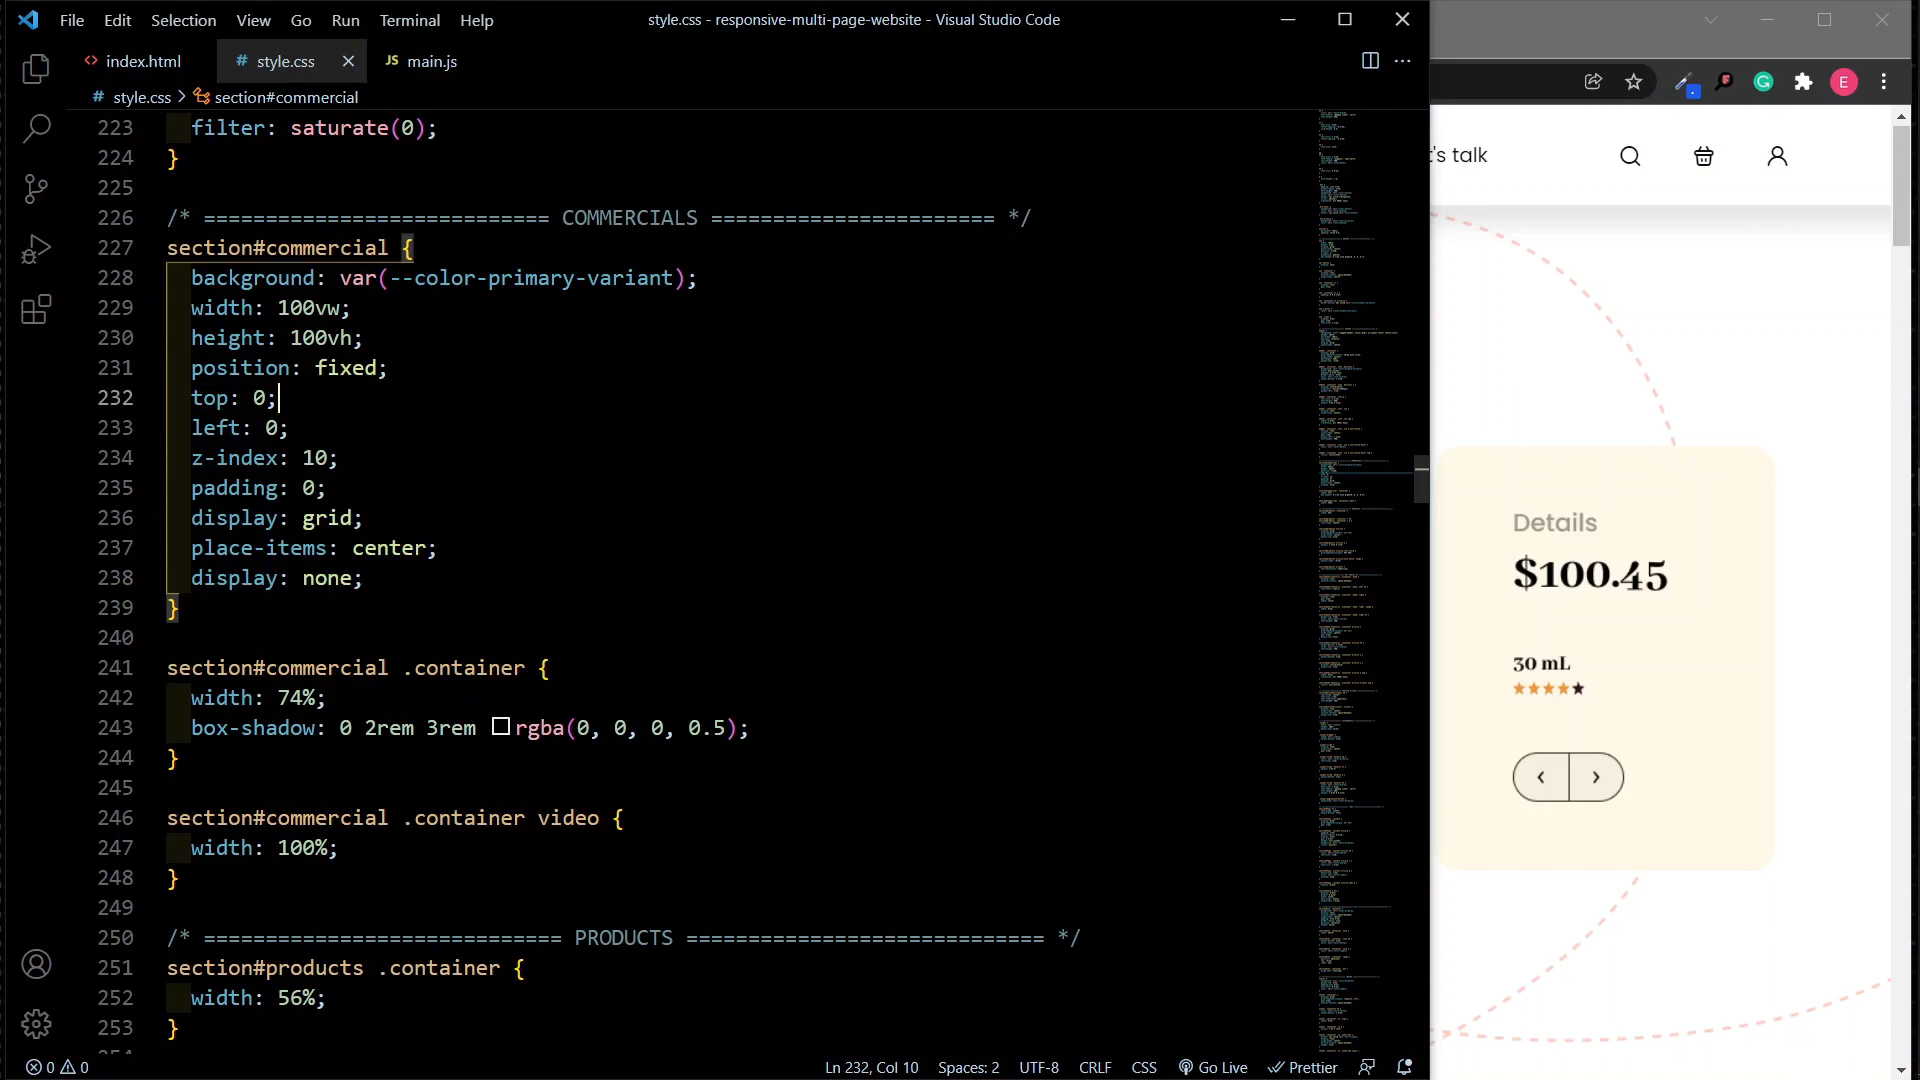 File Edit Selection View Go Run Terminal Help
style.css - responsive-multi-page-website - Visual Studio Code
<> index.html
# style.css
JS main.js
# style.css > section#commercial
223 filter: saturate(0);
224 }
225
226 /* ============================ COMMERCIALS ======================= */
227 section#commercial {
228 background: var(--color-primary-variant);
229 width: 100vw;
230 height: 100vh;
231 position: fixed;
232 top: 0;
233 left: 0;
234 z-index: 10;
235 padding: 0;
236 display: grid;
237 place-items: center;
238 display: none;
239 }
240
241 section#commercial .container {
242 width: 74%;
243 box-shadow: 0 2rem 3rem rgba(0, 0, 0, 0.5);
244 }
245
246 section#commercial .container video {
247 width: 100%;
248 }
249
250 /* ============================= PRODUCTS ============================= */
251 section#products .container {
252 width: 56%;
253 }
0 0
Ln 232, Col 10
Spaces: 2
UTF-8
CRLF
CSS
Go Live
Prettier
E
t's talk
Details
$100.45
30 mL